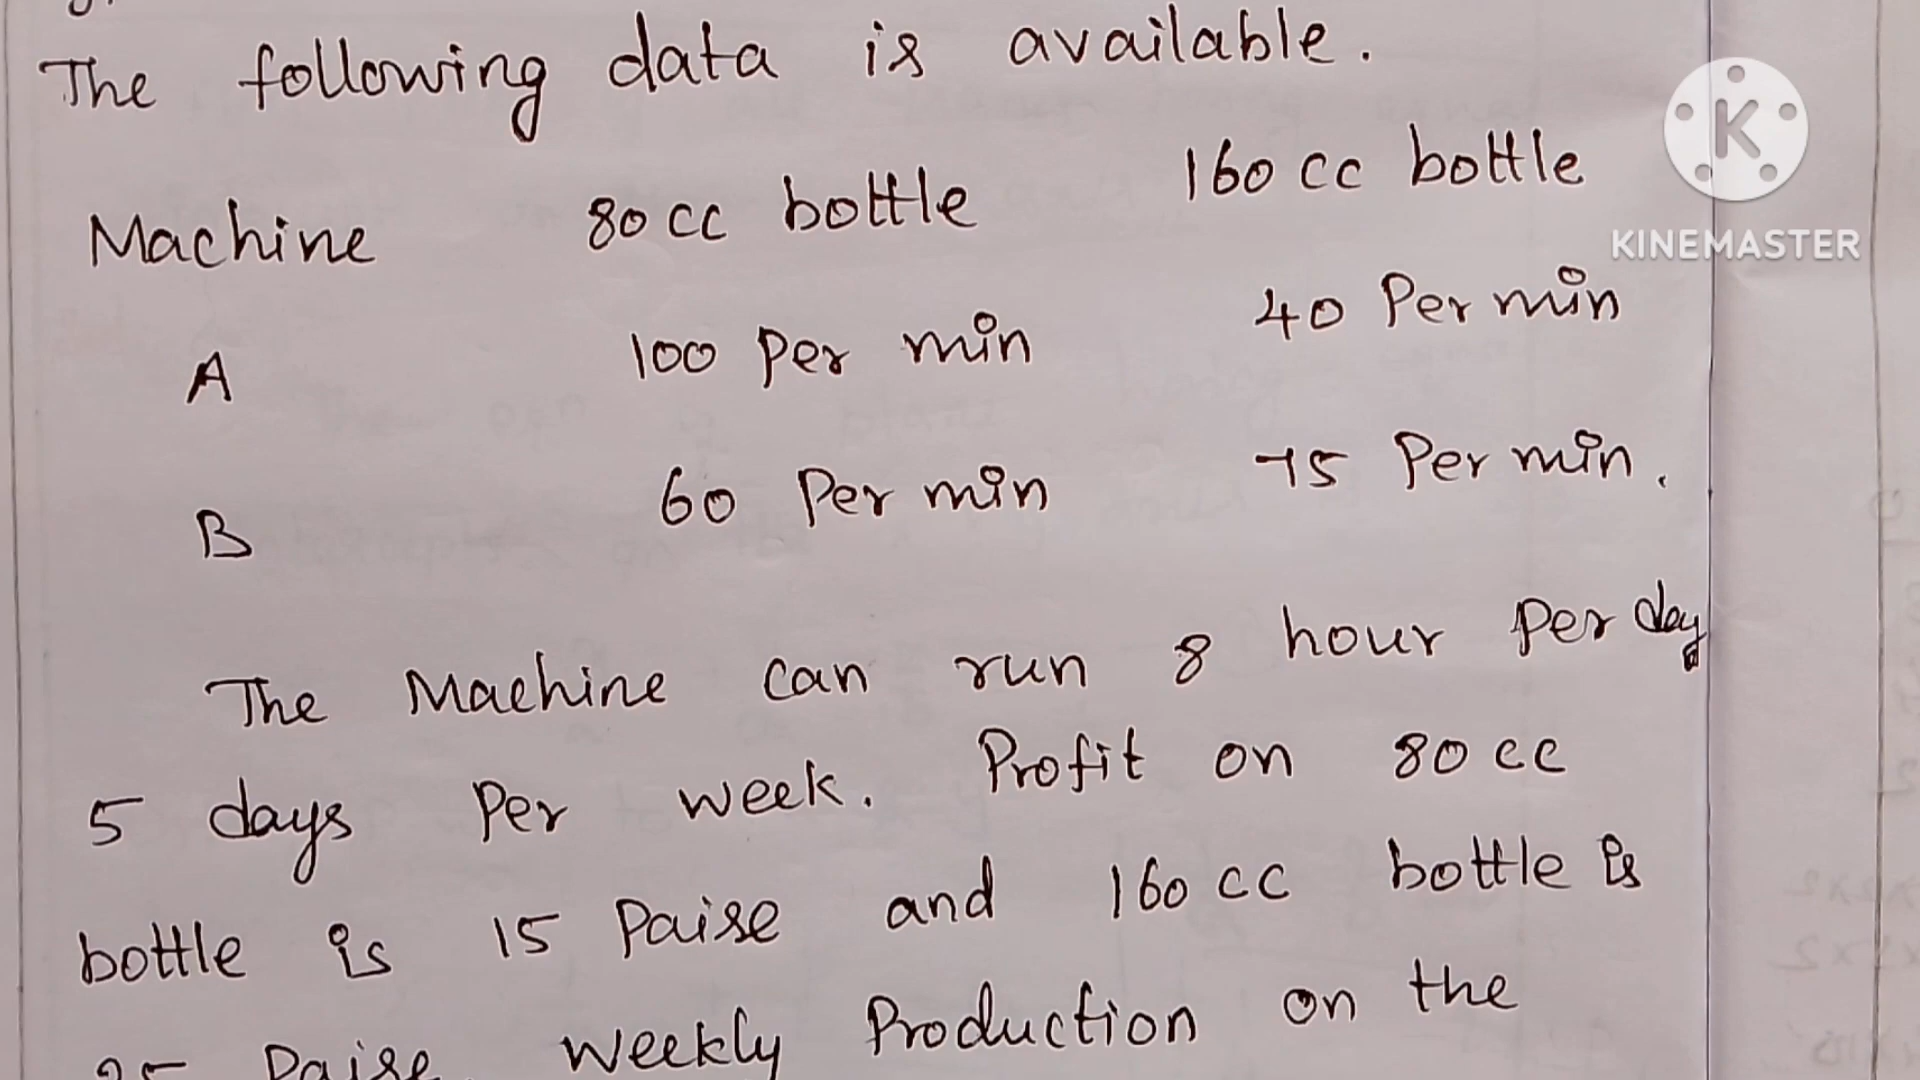 The following data is available.
Machine 80 cc bottle 160 cc bottle
A 100 Per min 40 Per min
B 60 Per min 75 Per min.
The Machine can run 8 hour Per day
5 days Per week. Profit on 80 cc
bottle is 15 Paise and 160 cc bottle is
Paise. Weekly Production on the
K
KINEMASTER